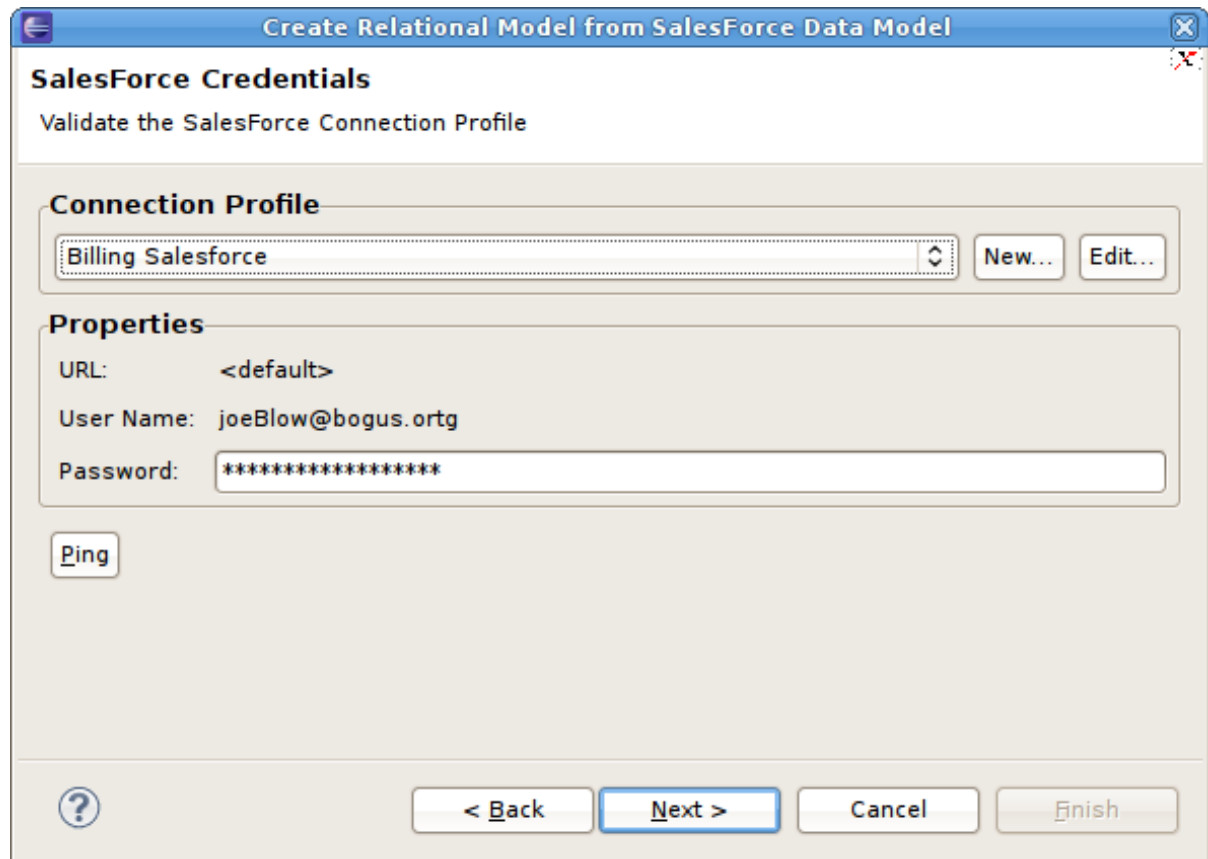 Create Relational Model from SalesForce Data Model
SalesForce Credentials
Validate the SalesForce Connection Profile
Connection Profile
Billing Salesforce New... Edit...
Properties
URL: <default>
User Name: joeBlow@bogus.ortg
Password: ******************
Ping
? < Back Next > Cancel Finish